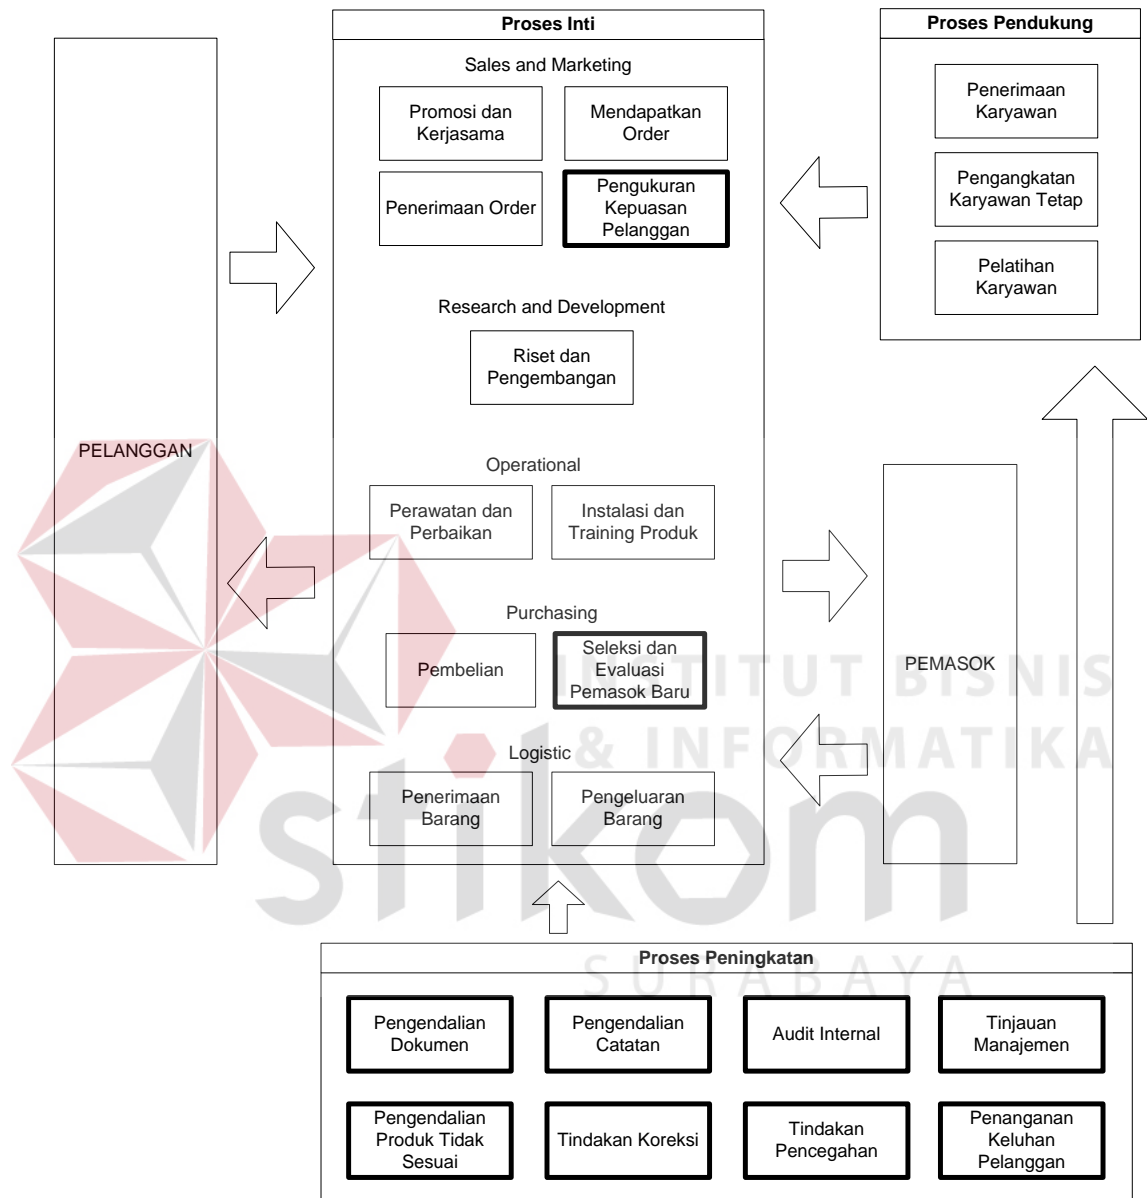 Proses Inti
Proses Pendukung
Sales and Marketing
Promosi dan
Kerjasama
Mendapatkan
Order
Penerimaan Order
Pengukuran
Kepuasan
Pelanggan
Penerimaan
Karyawan
Pengangkatan
Karyawan Tetap
Pelatihan
Karyawan
Research and Development
Riset dan
Pengembangan
PELANGGAN
Operational
Perawatan dan
Perbaikan
Instalasi dan
Training Produk
Purchasing
Pembelian
Seleksi dan
Evaluasi
Pemasok Baru
PEMASOK
Logistic
Penerimaan
Barang
Pengeluaran
Barang
INSTITUT BISNIS
& INFORMATIKA
stikom
SURABAYA
Proses Peningkatan
Pengendalian
Dokumen
Pengendalian
Catatan
Audit Internal
Tinjauan
Manajemen
Pengendalian
Produk Tidak
Sesuai
Tindakan Koreksi
Tindakan
Pencegahan
Penanganan
Keluhan
Pelanggan